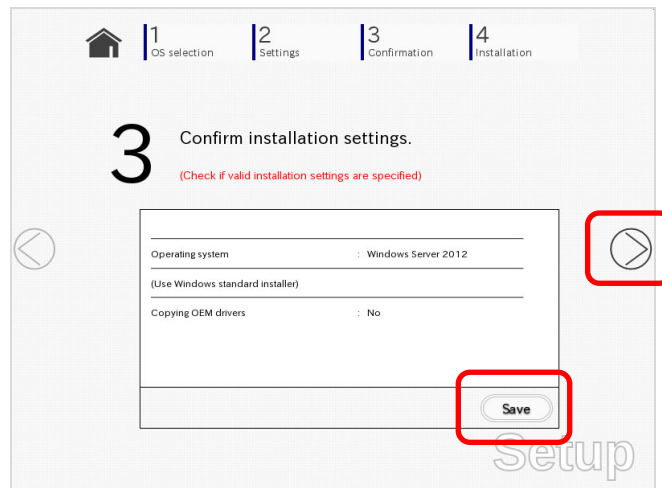 1
OS selection
2
Settings
3
Confirmation
4
Installation
3
Confirm installation settings.
(Check if valid installation settings are specified)
Operating system : Windows Server 2012
(Use Windows standard installer)
Copying OEM drivers : No
Save
Setup